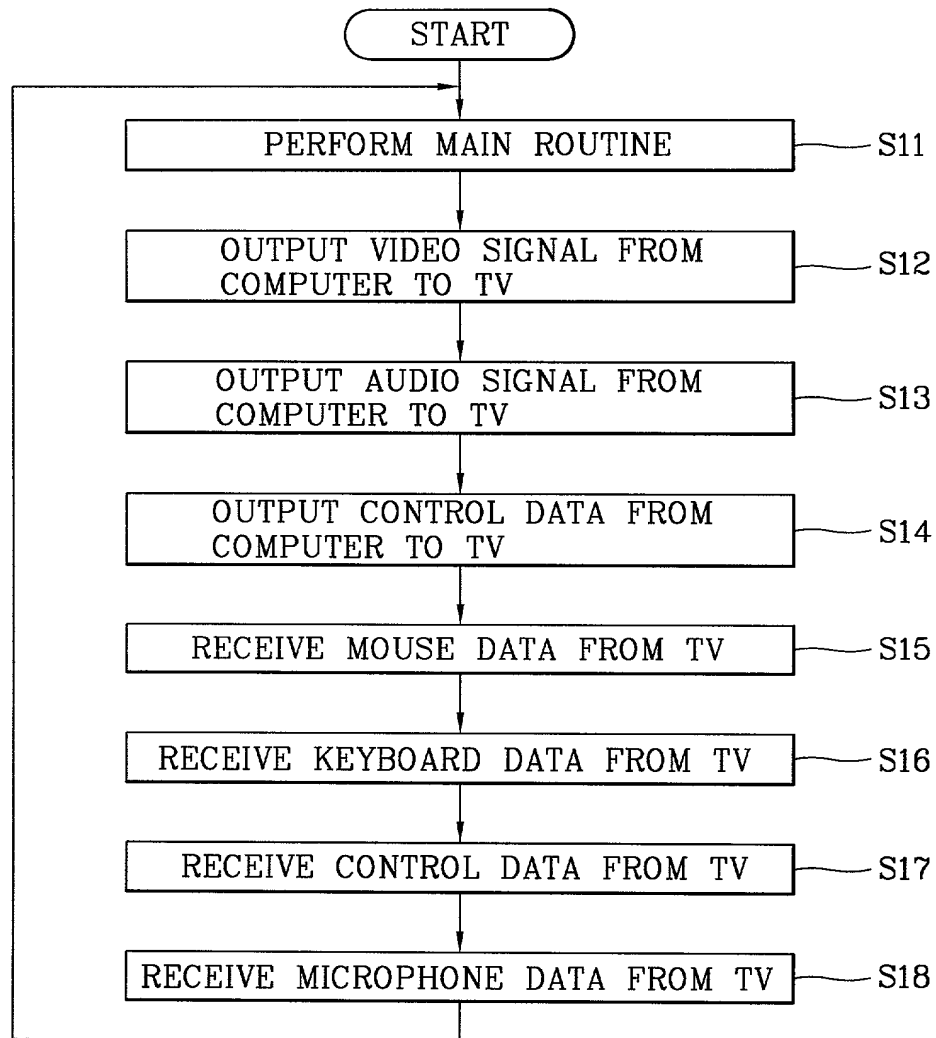 START
PERFORM MAIN ROUTINE
S11
OUTPUT VIDEO SIGNAL FROM
COMPUTER TO TV
S12
OUTPUT AUDIO SIGNAL FROM
COMPUTER TO TV
S13
OUTPUT CONTROL DATA FROM
COMPUTER TO TV
S14
RECEIVE MOUSE DATA FROM TV
S15
RECEIVE KEYBOARD DATA FROM TV
S16
RECEIVE CONTROL DATA FROM TV
S17
RECEIVE MICROPHONE DATA FROM TV
S18